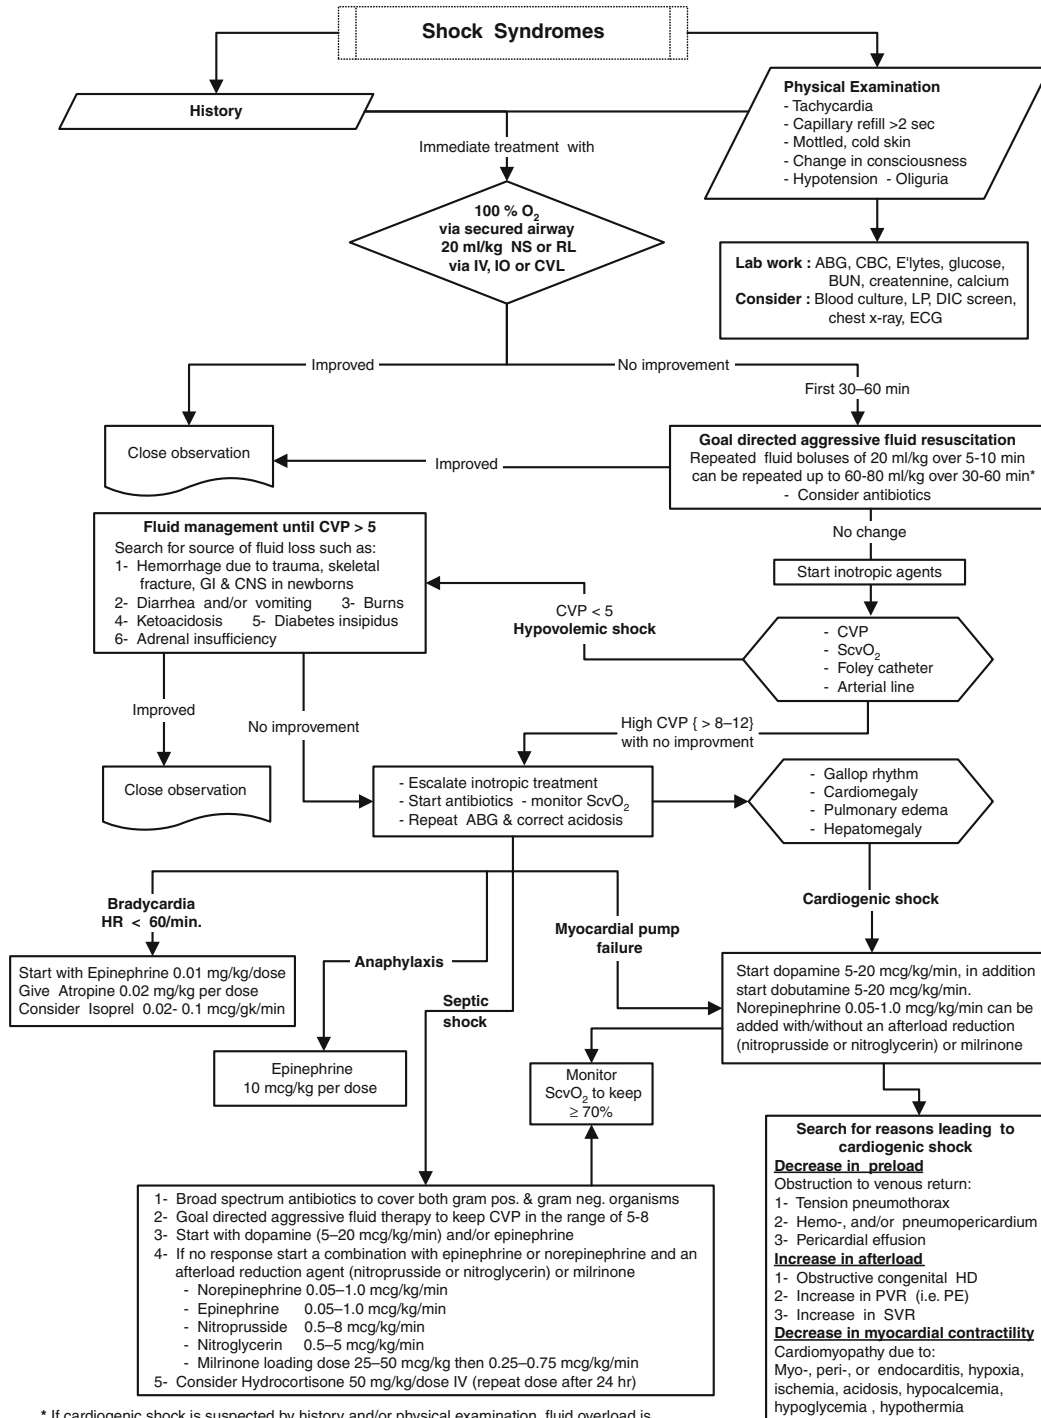 Shock Syndromes
History
Physical Examination
- Tachycardia
- Capillary refill >2 sec
- Mottled, cold skin
- Change in consciousness
- Hypotension - Oliguria
Immediate treatment with
100 % O2
via secured airway
20 ml/kg NS or RL
via IV, IO or CVL
Lab work : ABG, CBC, E'lytes, glucose,
BUN, creatennine, calcium
Consider : Blood culture, LP, DIC screen,
chest x-ray, ECG
Improved
No improvement
First 30–60 min
Close observation
Improved
Goal directed aggressive fluid resuscitation
Repeated fluid boluses of 20 ml/kg over 5-10 min
can be repeated up to 60-80 ml/kg over 30-60 min*
- Consider antibiotics
No change
Start inotropic agents
Fluid management until CVP > 5
Search for source of fluid loss such as:
1- Hemorrhage due to trauma, skeletal
fracture, GI & CNS in newborns
2- Diarrhea and/or vomiting 3- Burns
4- Ketoacidosis 5- Diabetes insipidus
6- Adrenal insufficiency
CVP < 5
Hypovolemic shock
- CVP
- ScvO2
- Foley catheter
- Arterial line
Improved
No improvement
High CVP { > 8–12}
with no improvment
Close observation
- Escalate inotropic treatment
- Start antibiotics - monitor ScvO2
- Repeat ABG & correct acidosis
- Gallop rhythm
- Cardiomegaly
- Pulmonary edema
- Hepatomegaly
Bradycardia
HR < 60/min.
Anaphylaxis
Septic
shock
Myocardial pump
failure
Cardiogenic shock
Start with Epinephrine 0.01 mg/kg/dose
Give Atropine 0.02 mg/kg per dose
Consider Isoprel 0.02- 0.1 mcg/gk/min
Epinephrine
10 mcg/kg per dose
Monitor
ScvO2 to keep
≥ 70%
Start dopamine 5-20 mcg/kg/min, in addition
start dobutamine 5-20 mcg/kg/min.
Norepinephrine 0.05-1.0 mcg/kg/min can be
added with/without an afterload reduction
(nitroprusside or nitroglycerin) or milrinone
1- Broad spectrum antibiotics to cover both gram pos. & gram neg. organisms
2- Goal directed aggressive fluid therapy to keep CVP in the range of 5-8
3- Start with dopamine (5–20 mcg/kg/min) and/or epinephrine
4- If no response start a combination with epinephrine or norepinephrine and an
afterload reduction agent (nitroprusside or nitroglycerin) or milrinone
- Norepinephrine 0.05–1.0 mcg/kg/min
- Epinephrine 0.05–1.0 mcg/kg/min
- Nitroprusside 0.5–8 mcg/kg/min
- Nitroglycerin 0.5–5 mcg/kg/min
- Milrinone loading dose 25–50 mcg/kg then 0.25–0.75 mcg/kg/min
5- Consider Hydrocortisone 50 mg/kg/dose IV (repeat dose after 24 hr)
Search for reasons leading to
cardiogenic shock
Decrease in preload
Obstruction to venous return:
1- Tension pneumothorax
2- Hemo-, and/or pneumopericardium
3- Pericardial effusion
Increase in afterload
1- Obstructive congenital HD
2- Increase in PVR (i.e. PE)
3- Increase in SVR
Decrease in myocardial contractility
Cardiomyopathy due to:
Myo-, peri-, or endocarditis, hypoxia,
ischemia, acidosis, hypocalcemia,
hypoglycemia , hypothermia
* If cardiogenic shock is suspected by history and/or physical examination, fluid overload is